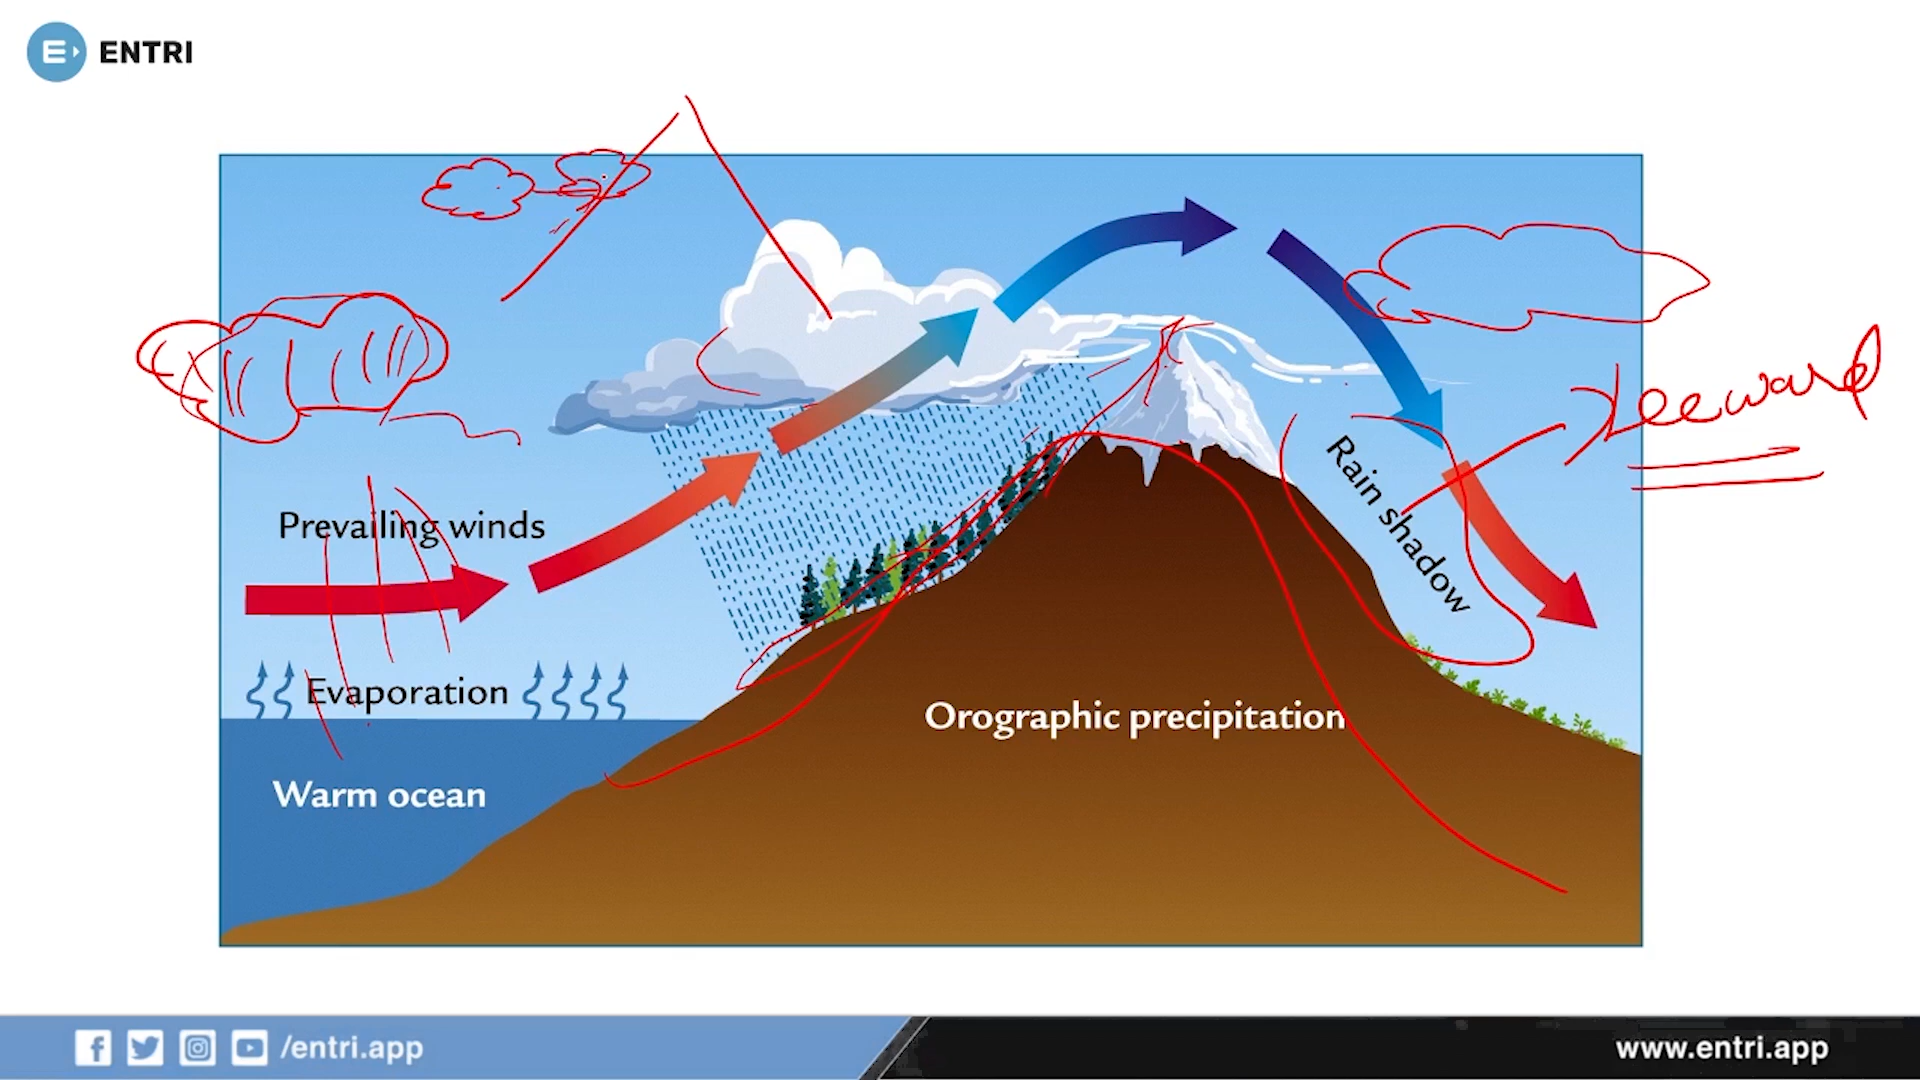 ENTRI
Leeward
Rain shadow
Prevailing winds
Evaporation
Orographic precipitation
Warm ocean
/entri.app
www.entri.app